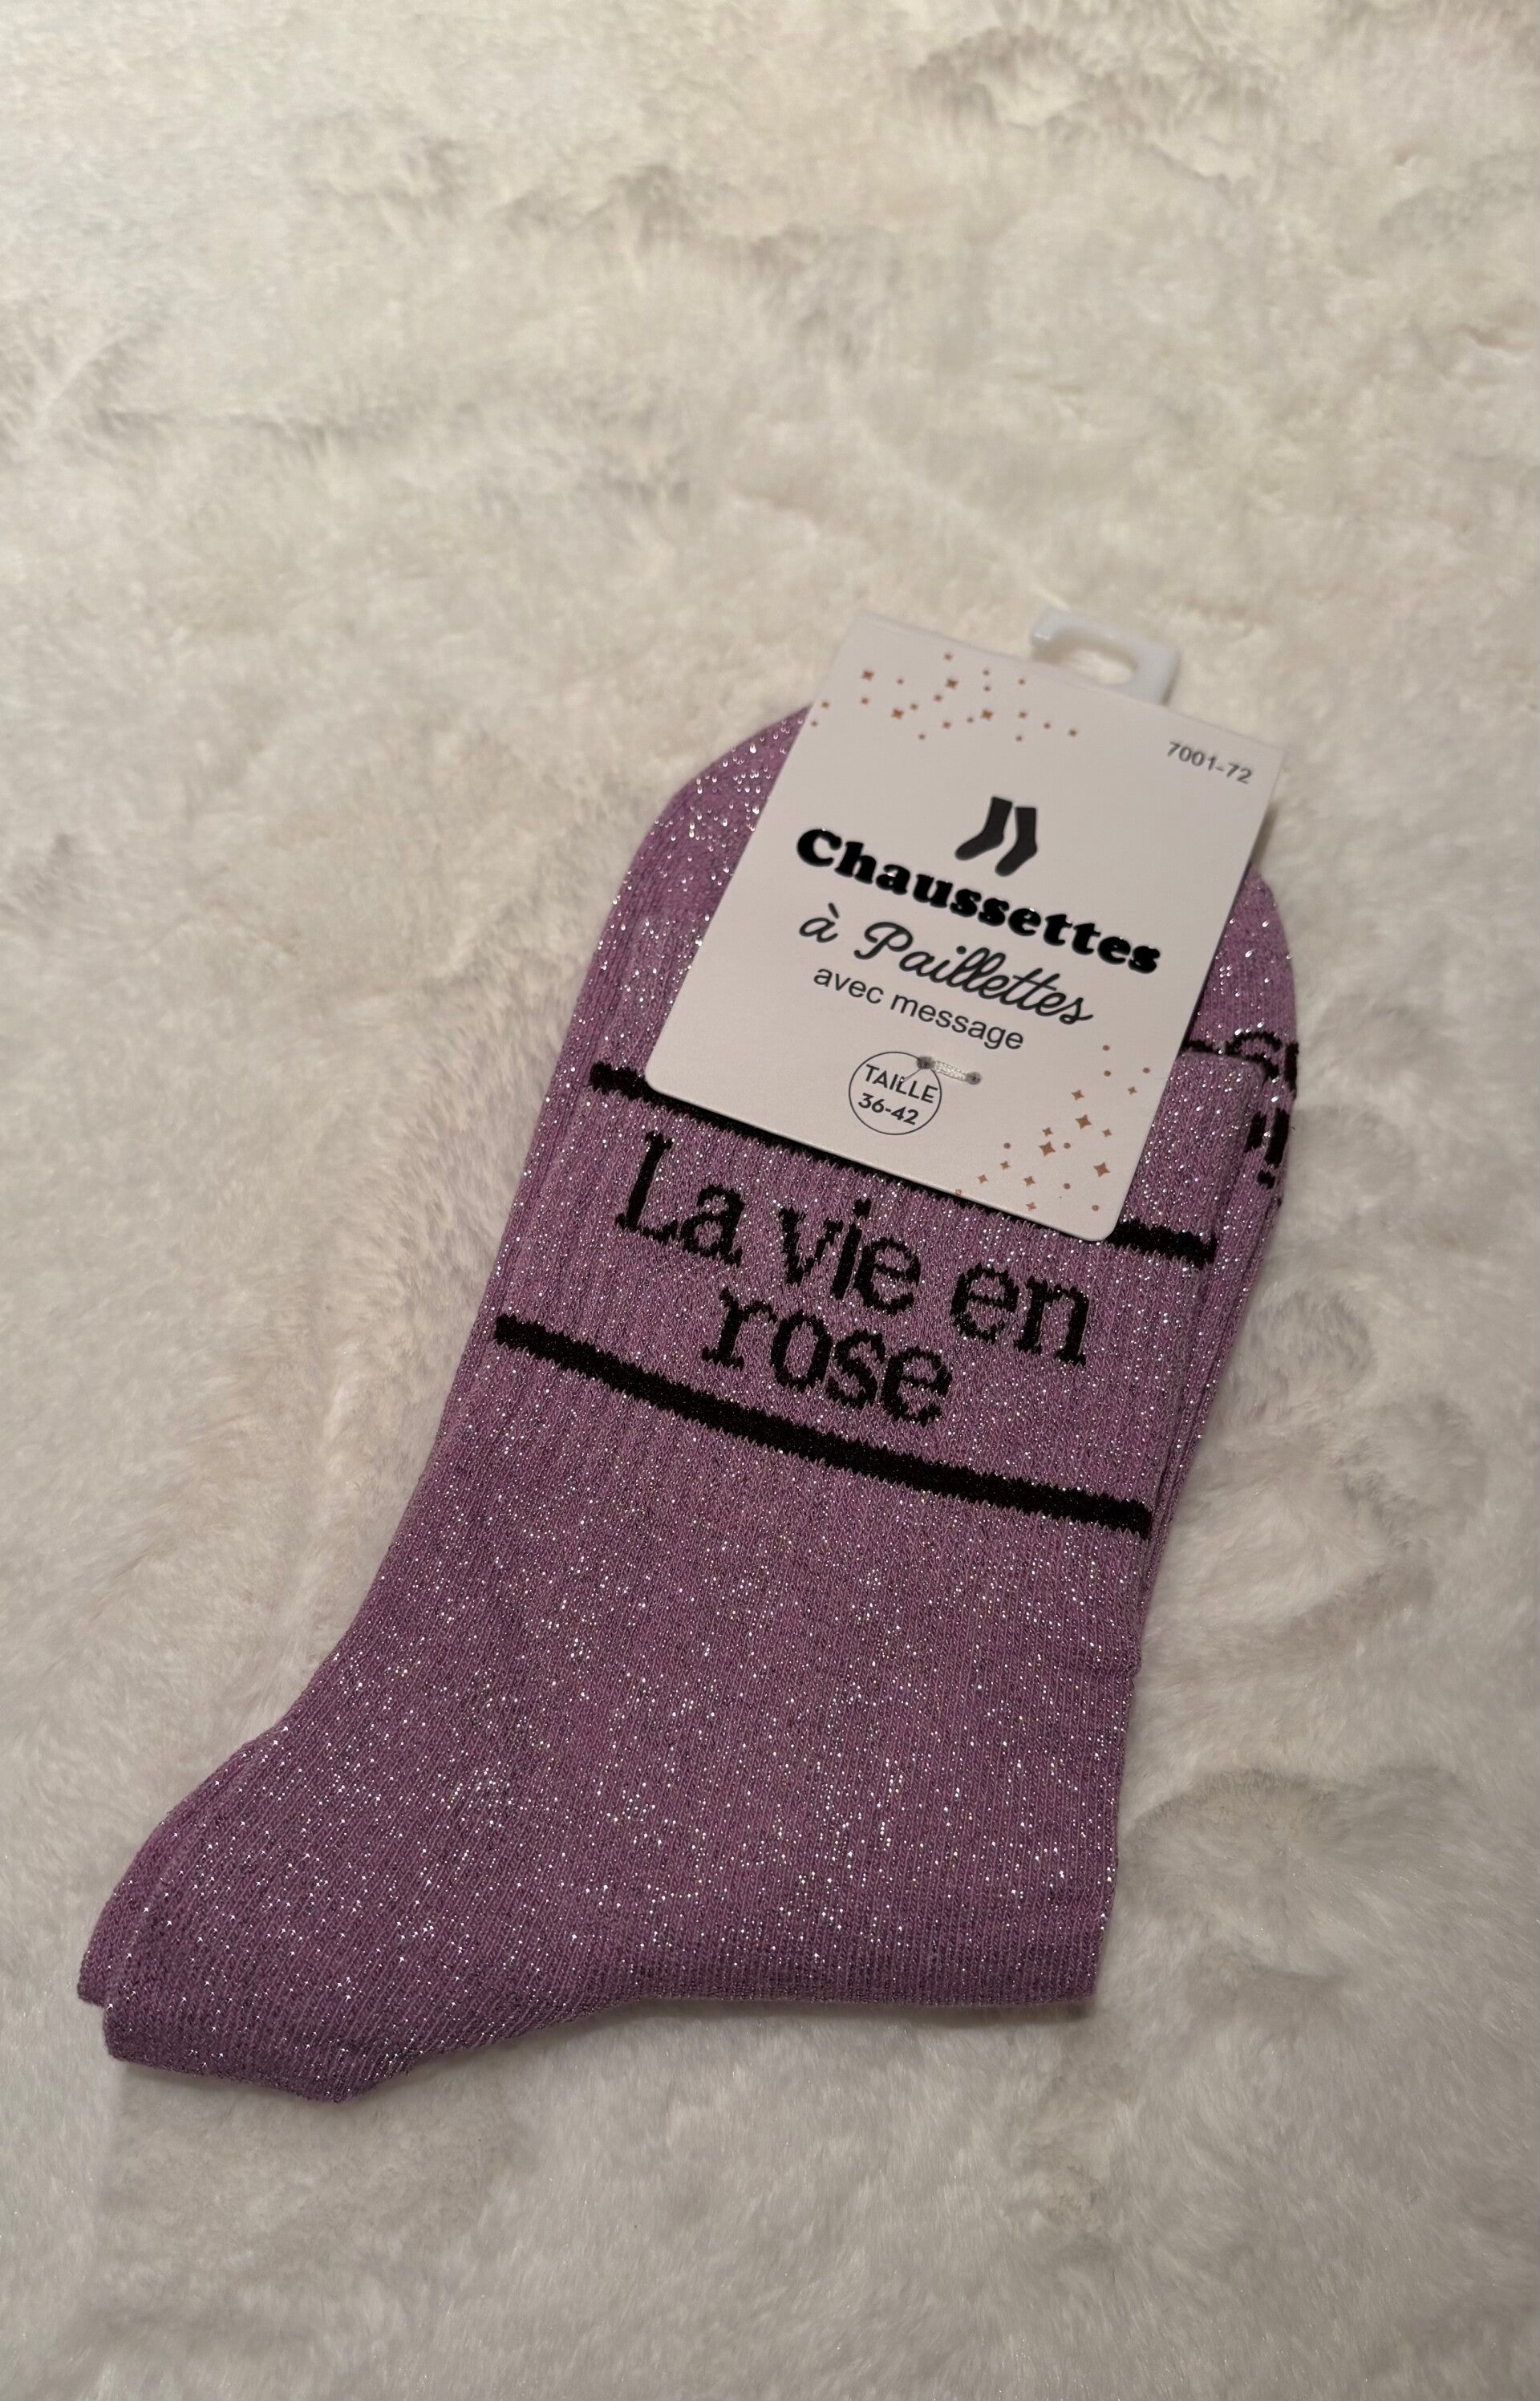 7001-72
Chaussettes
à Paillettes
avec message
TAILLE
36-42
La vie en
rose